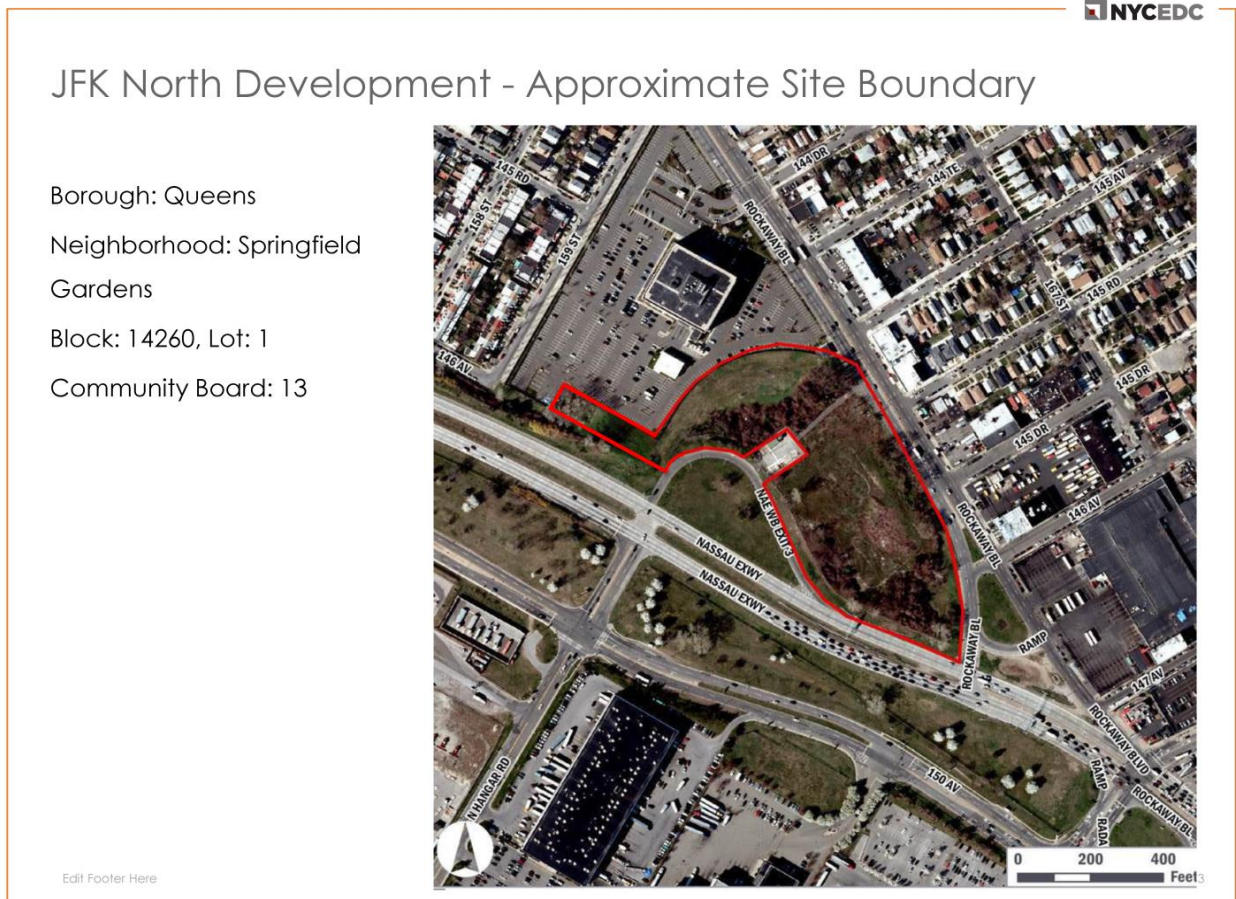 NYCEDC
JFK North Development - Approximate Site Boundary
Borough: Queens
Neighborhood: Springfield
Gardens
Block: 14260, Lot: 1
Community Board: 13
145 RD
158 ST
159 ST
146 AV
ROCKAWAY BL
144 DR
144 TE
145 AV
167 ST
145 RD
145 DR
145 DR
146 AV
ROCKAWAY BL
NAE WB EXIT 3
NASSAU EXWY
NASSAU EXWY
ROCKAWAY BL
RAMP
147 AV
ROCKAWAY BLVD
RAMP
ROCKAWAY BL
150 AV
N HANGAR RD
RADA
0 200 400
Feet
Edit Footer Here
3